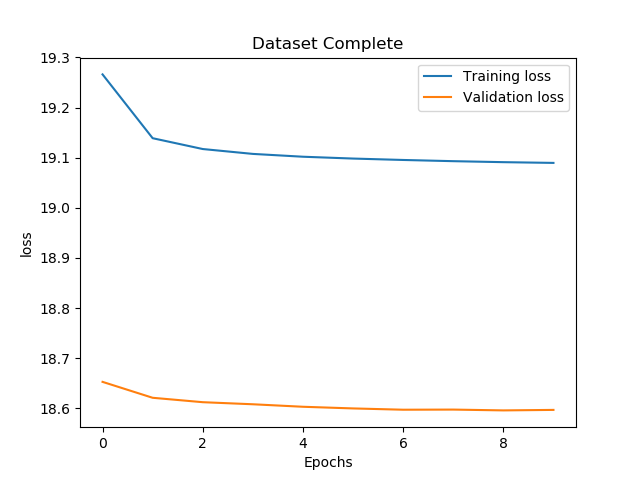 Dataset Complete
Training loss
Validation loss
19.3
19.2
19.1
19.0
18.9
18.8
18.7
18.6
loss
0 2 4 6 8
Epochs